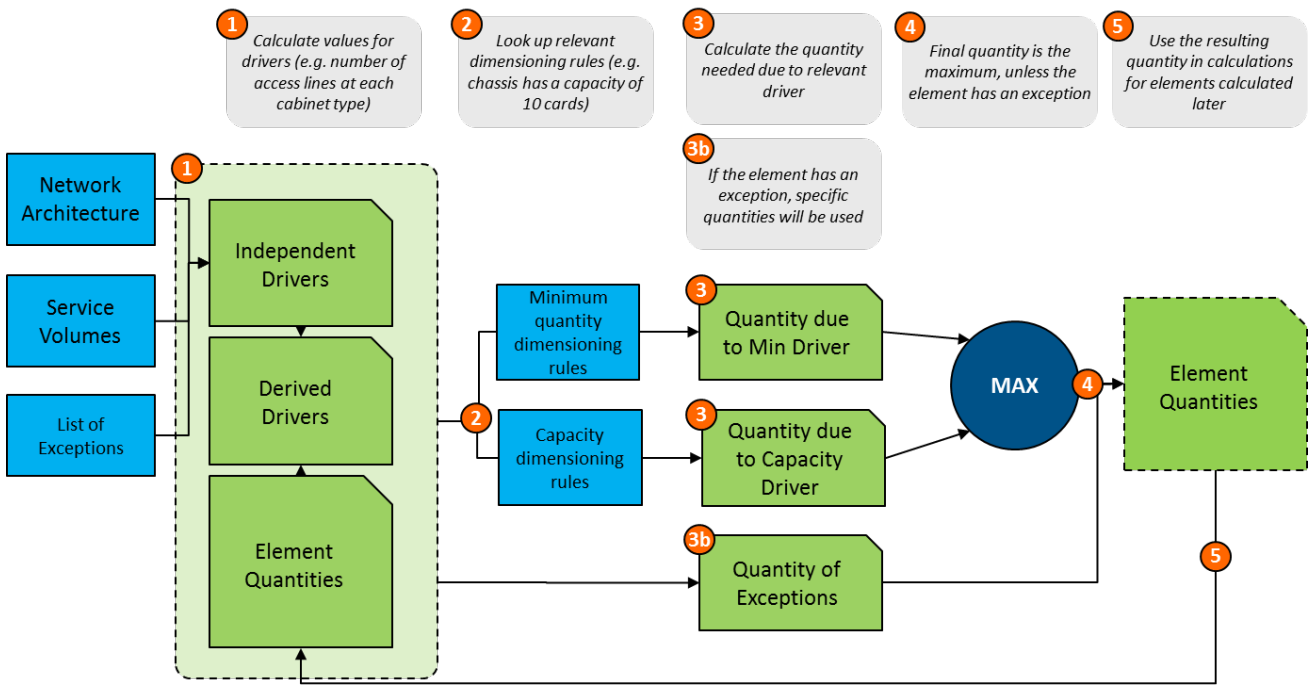 1
Calculate values for
drivers (e.g. number of
access lines at each
cabinet type)
2
Look up relevant
dimensioning rules (e.g.
chassis has a capacity of
10 cards)
3
Calculate the quantity
needed due to relevant
driver
4
Final quantity is the
maximum, unless the
element has an exception
5
Use the resulting
quantity in calculations
for elements calculated
later
3b
If the element has an
exception, specific
quantities will be used
Network
Architecture
Service
Volumes
List of
Exceptions
1
Independent
Drivers
Derived
Drivers
Element
Quantities
2
Minimum
quantity
dimensioning
rules
Capacity
dimensioning
rules
3
Quantity due
to Min Driver
3
Quantity due
to Capacity
Driver
3b
Quantity of
Exceptions
MAX
4
Element
Quantities
5